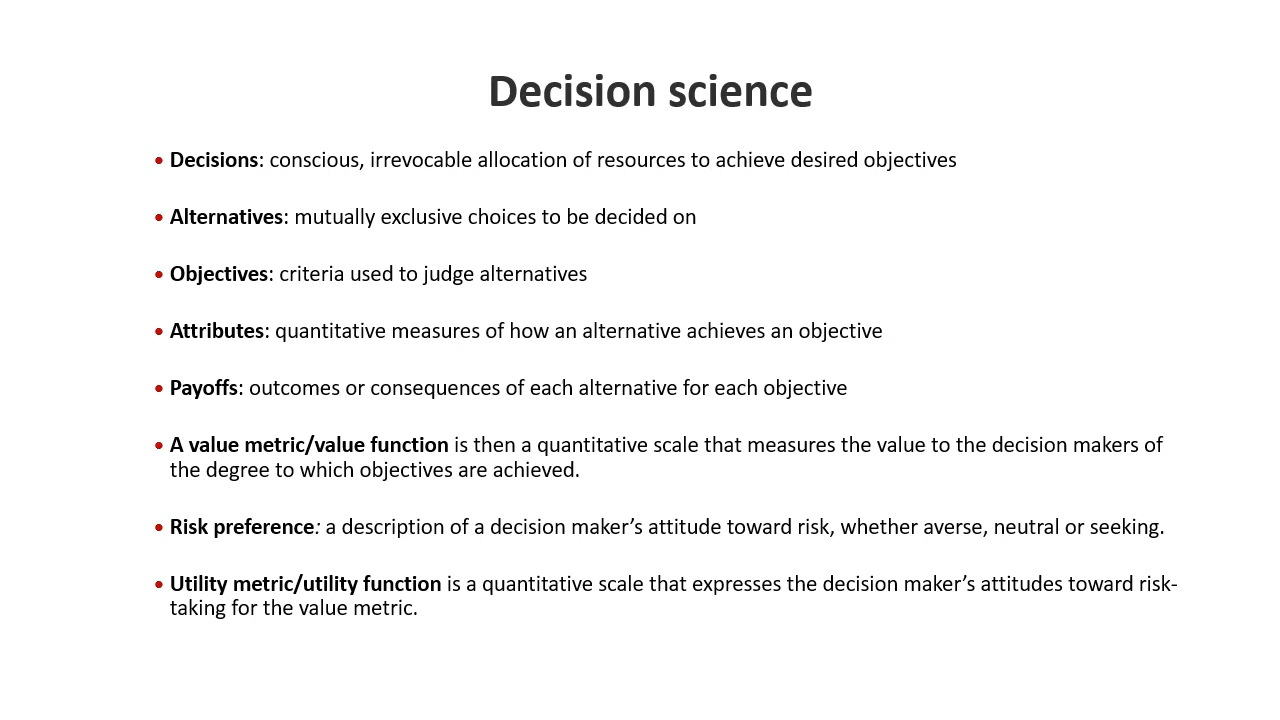 Decision science
• Decisions: conscious, irrevocable allocation of resources to achieve desired objectives
• Alternatives: mutually exclusive choices to be decided on
• Objectives: criteria used to judge alternatives
• Attributes: quantitative measures of how an alternative achieves an objective
• Payoffs: outcomes or consequences of each alternative for each objective
• A value metric/value function is then a quantitative scale that measures the value to the decision makers of
the degree to which objectives are achieved.
• Risk preference: a description of a decision maker’s attitude toward risk, whether averse, neutral or seeking.
• Utility metric/utility function is a quantitative scale that expresses the decision maker’s attitudes toward risk-
taking for the value metric.